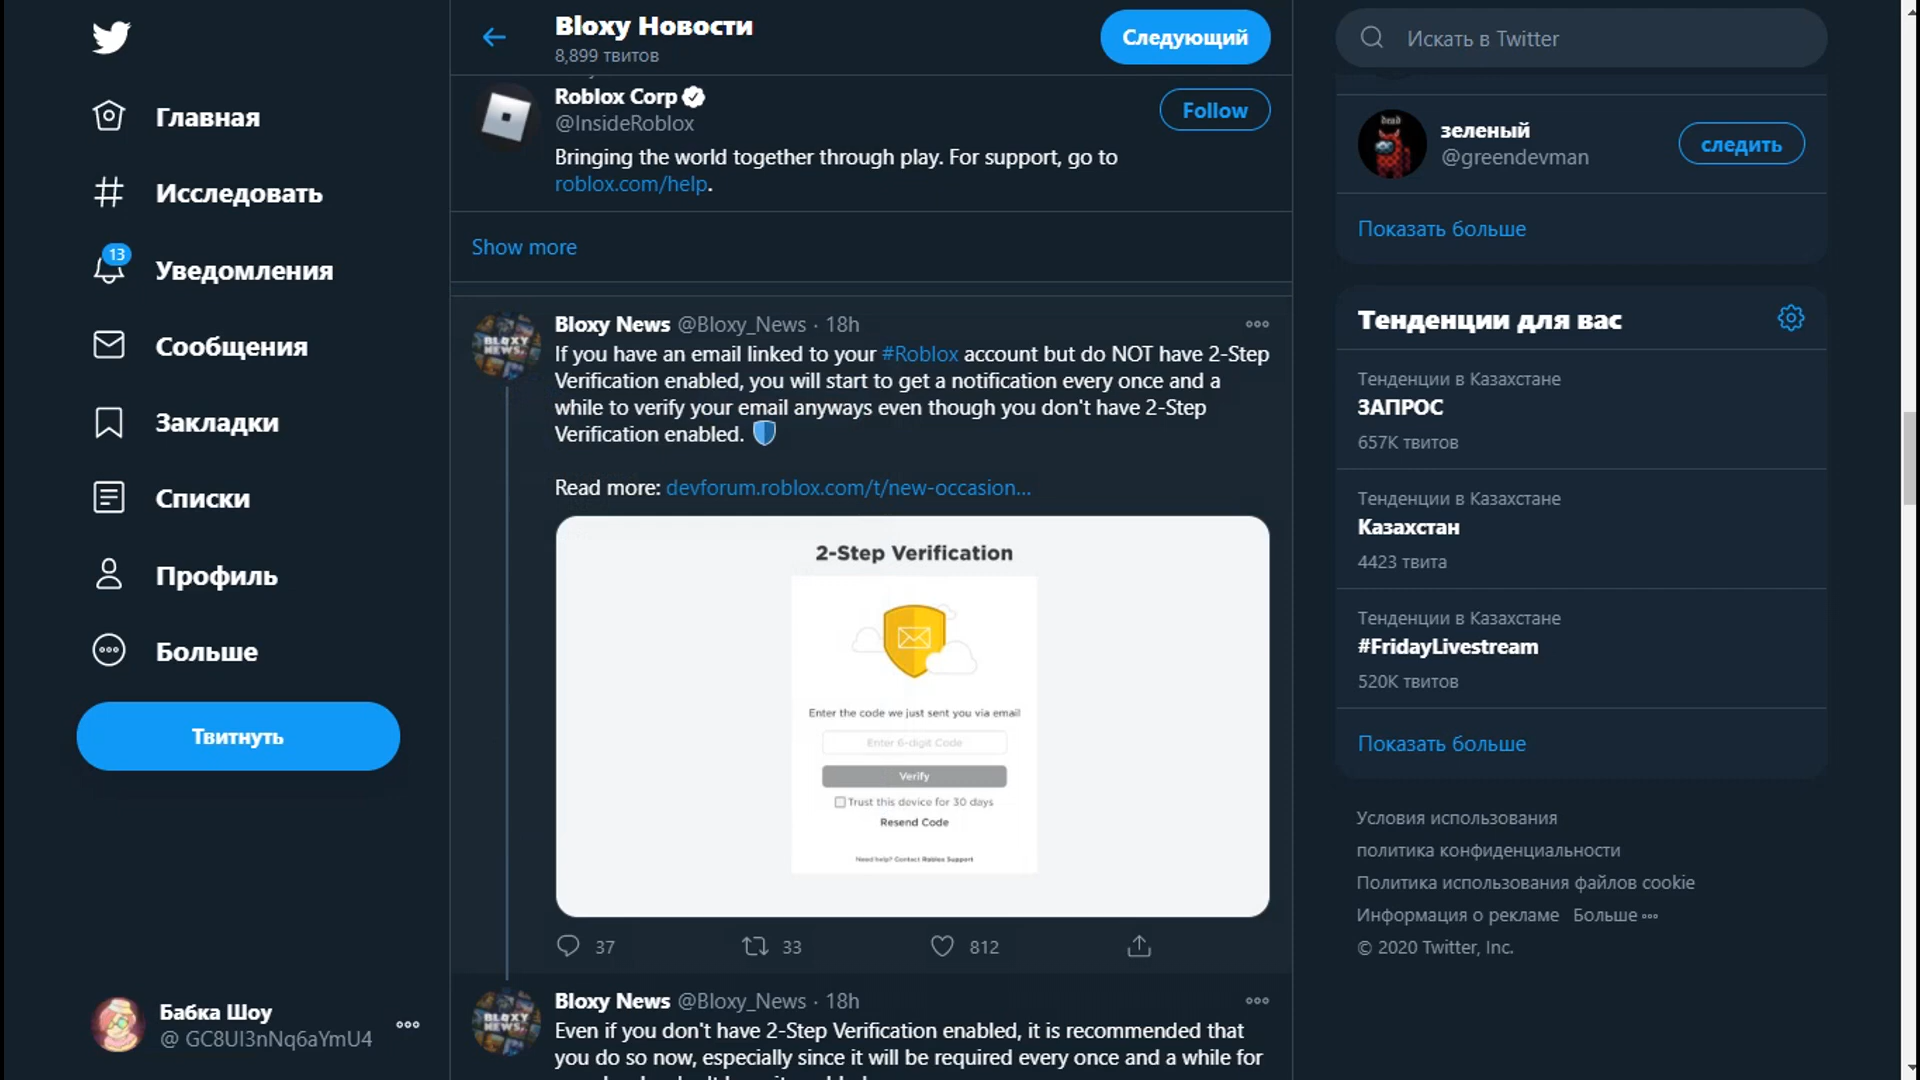 Главная
Исследовать
13
Уведомления
Сообщения
Закладки
Списки
Профиль
Больше
Твитнуть
Бабка Шоу
@ GC8UI3nNq6aYmU4
Bloxy Новости
8,899 твитов
Следующий
Roblox Corp
@InsideRoblox
Follow
Bringing the world together through play. For support, go to
roblox.com/help.
Show more
BLOXY
NEWS.
Bloxy News @Bloxy_News · 18h
If you have an email linked to your #Roblox account but do NOT have 2-Step
Verification enabled, you will start to get a notification every once and a
while to verify your email anyways even though you don't have 2-Step
Verification enabled.
Read more: devforum.roblox.com/t/new-occasion...
2-Step Verification
Enter the code we just sent you via email
Enter 6-digit Code
Verify
Trust this device for 30 days
Resend Code
Need help? Contact Roblox Support
37 33 812
BLOXY
NEWS.
Bloxy News @Bloxy_News · 18h
Even if you don't have 2-Step Verification enabled, it is recommended that
you do so now, especially since it will be required every once and a while for
Искать в Twitter
dead
зеленый
@greendevman
следить
Показать больше
Тенденции для вас
Тенденции в Казахстане
ЗАПРОС
657K твитов
Тенденции в Казахстане
Казахстан
4423 твита
Тенденции в Казахстане
#FridayLivestream
520K твитов
Показать больше
Условия использования
политика конфиденциальности
Политика использования файлов cookie
Информация о рекламе Больше
© 2020 Twitter, Inc.